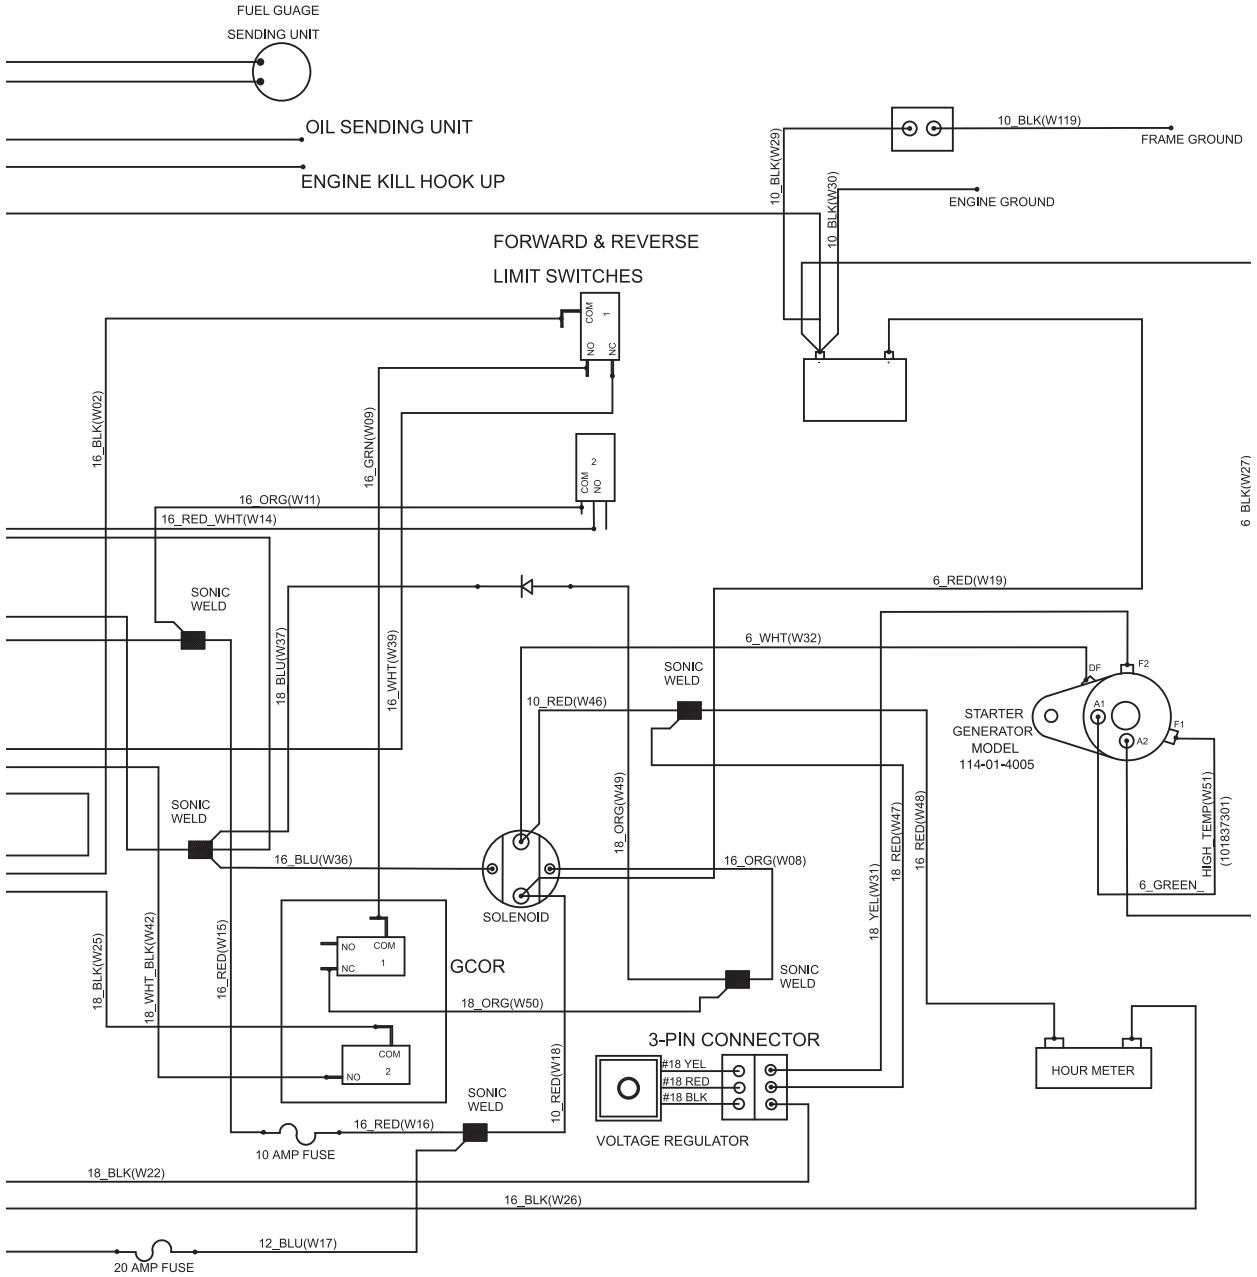 FUEL GUAGE
SENDING UNIT
OIL SENDING UNIT
ENGINE KILL HOOK UP
10_BLK(W119)
FRAME GROUND
10_BLK(W29)
10_BLK(W30)
ENGINE GROUND
FORWARD & REVERSE
LIMIT SWITCHES
COM
1
NO
NC
-
+
16_BLK(W02)
16_GRN(W09)
2
COM
NO
6_BLK(W27)
16_ORG(W11)
16_RED_WHT(W14)
SONIC
WELD
6_RED(W19)
18_BLU(W37)
16_WHT(W39)
6_WHT(W32)
SONIC
WELD
10_RED(W46)
DF
F2
A1
A2
F1
STARTER
GENERATOR
MODEL
114-01-4005
HIGH_TEMP(W51)
(101837301)
6_GREEN_
SONIC
WELD
18_ORG(W49)
18_RED(W47)
16_RED(W48)
18_YEL(W31)
16_BLU(W36)
16_ORG(W08)
SOLENOID
18_BLK(W25)
18_WHT_BLK(W42)
16_RED(W15)
NO
COM
NC
1
GCOR
SONIC
WELD
18_ORG(W50)
COM
NO
2
10_RED(W18)
3-PIN CONNECTOR
#18 YEL
#18 RED
#18 BLK
HOUR METER
SONIC
WELD
16_RED(W16)
10 AMP FUSE
VOLTAGE REGULATOR
18_BLK(W22)
16_BLK(W26)
12_BLU(W17)
20 AMP FUSE